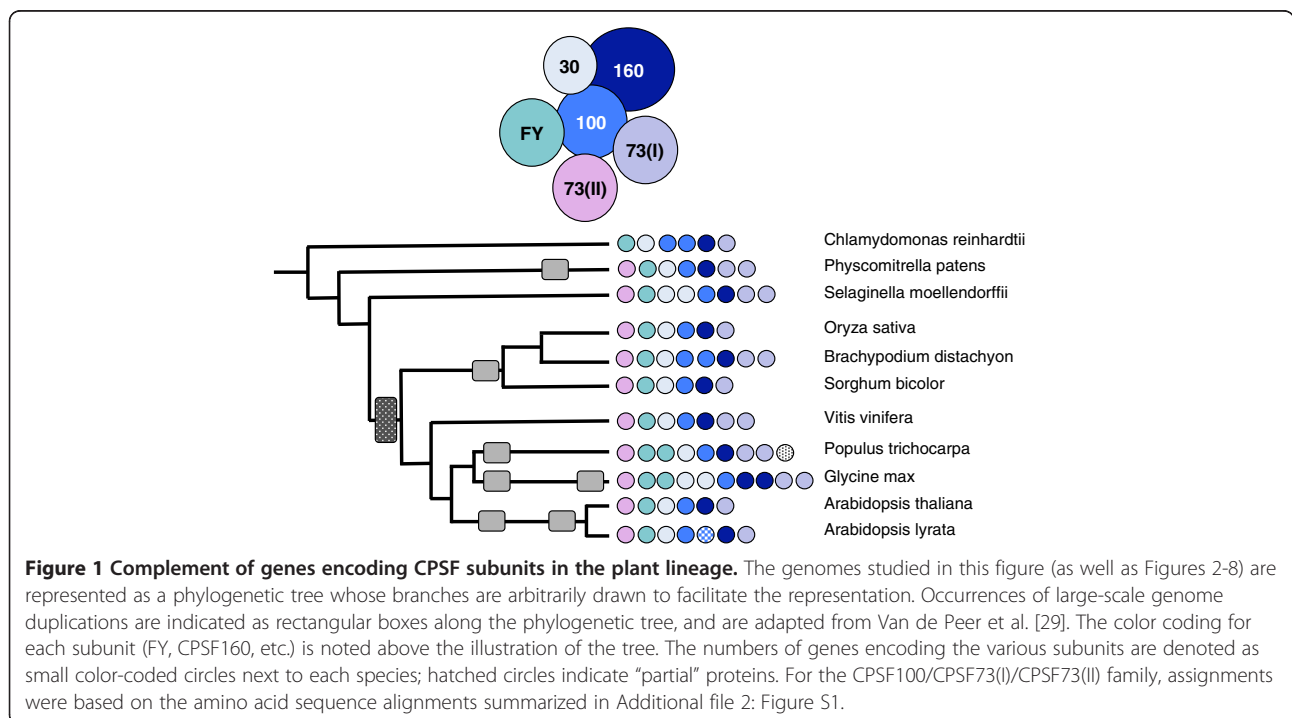 30
160
100
FY
73(I)
73(II)
Chlamydomonas reinhardtii
Physcomitrella patens
Selaginella moellendorffii
Oryza sativa
Brachypodium distachyon
Sorghum bicolor
Vitis vinifera
Populus trichocarpa
Glycine max
Arabidopsis thaliana
Arabidopsis lyrata
Figure 1 Complement of genes encoding CPSF subunits in the plant lineage. The genomes studied in this figure (as well as Figures 2-8) are
represented as a phylogenetic tree whose branches are arbitrarily drawn to facilitate the representation. Occurrences of large-scale genome
duplications are indicated as rectangular boxes along the phylogenetic tree, and are adapted from Van de Peer et al. [29]. The color coding for
each subunit (FY, CPSF160, etc.) is noted above the illustration of the tree. The numbers of genes encoding the various subunits are denoted as
small color-coded circles next to each species; hatched circles indicate “partial” proteins. For the CPSF100/CPSF73(I)/CPSF73(II) family, assignments
were based on the amino acid sequence alignments summarized in Additional file 2: Figure S1.